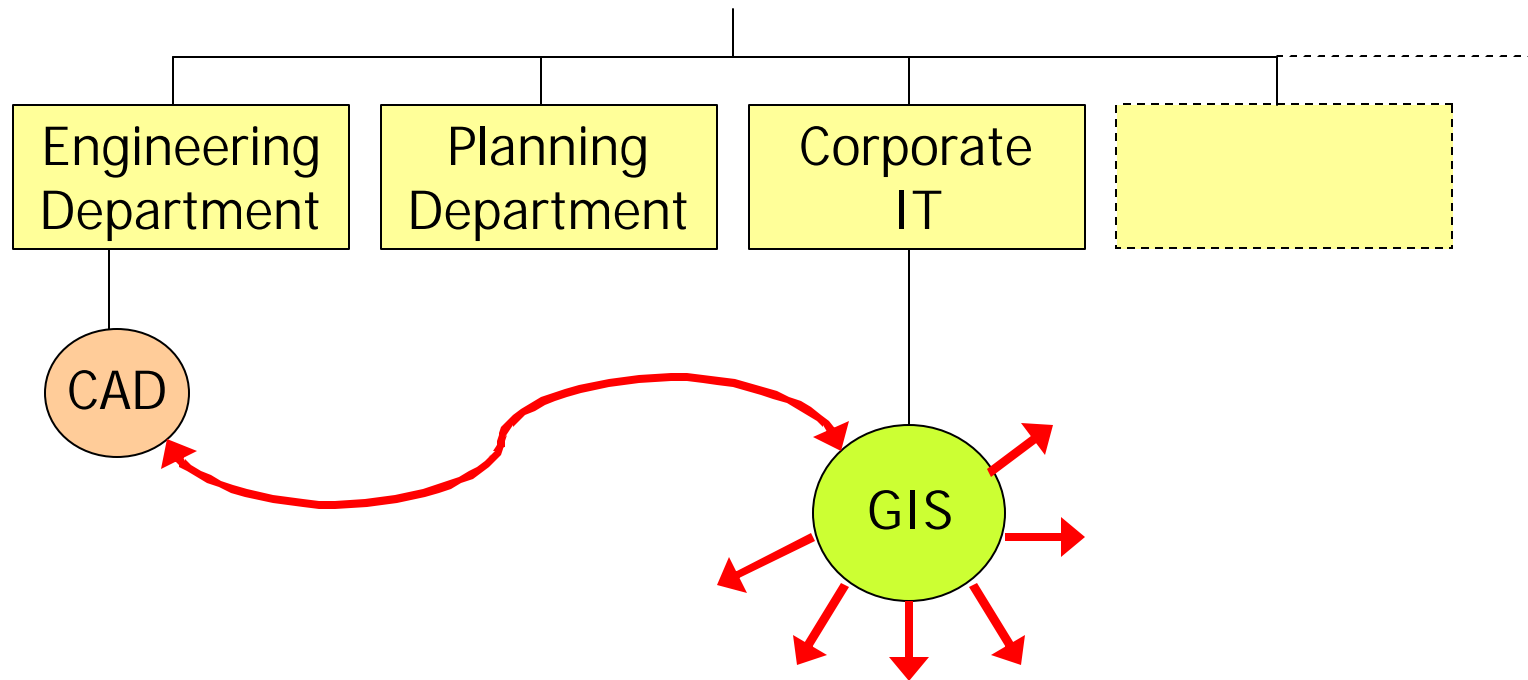 Engineering
Department
Planning
Department
Corporate
IT
CAD
GIS